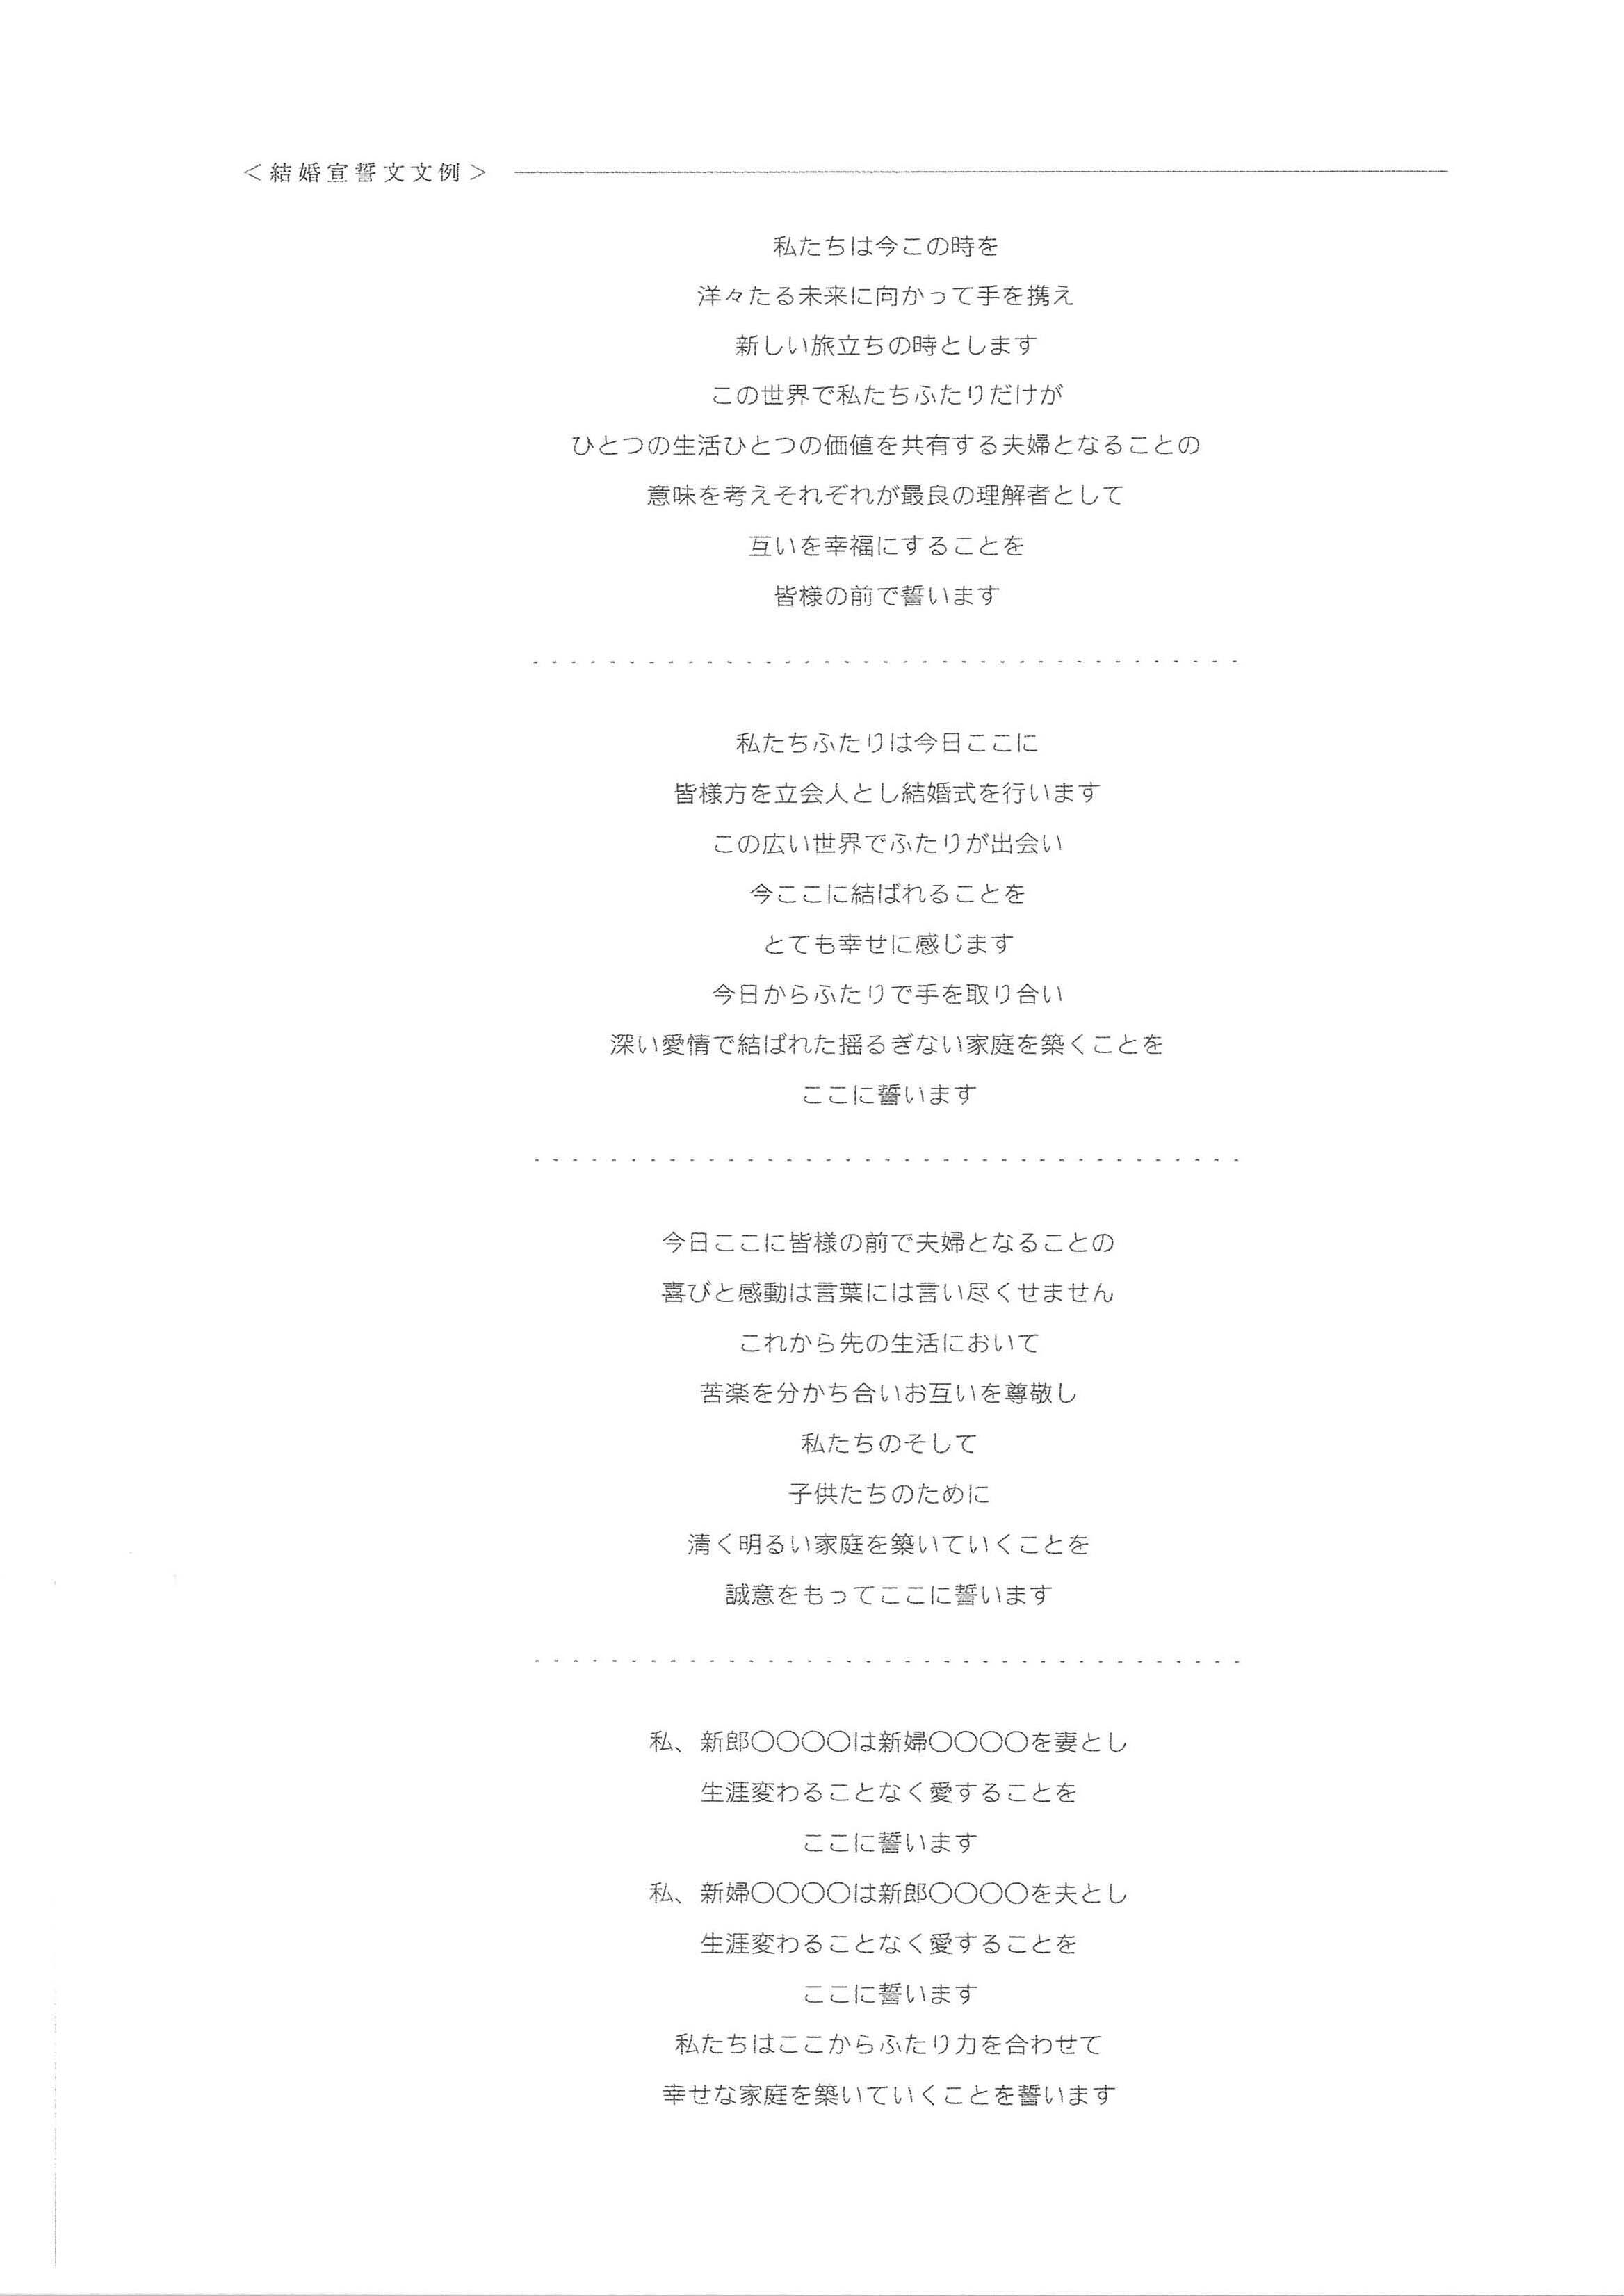 ＜結婚宣誓文文例＞
私たちは今この時を
洋々たる未来に向かって手を携え
新しい旅立ちの時とします
この世界で私たちふたりだけが
ひとつの生活ひとつの価値を共有する夫婦となることの
意味を考えそれぞれが最良の理解者として
互いを幸福にすることを
皆様の前で誓います
私たちふたりは今日ここに
皆様方を立会人とし結婚式を行います
この広い世界でふたりが出会い
今ここに結ばれることを
とても幸せに感じます
今日からふたりで手を取り合い
深い愛情で結ばれた揺るぎない家庭を築くことを
ここに誓います
今日ここに皆様の前で夫婦となることの
喜びと感動は言葉には言い尽くせません
これから先の生活において
苦楽を分かち合いお互いを尊敬し
私たちのそして
子供たちのために
清く明るい家庭を築いていくことを
誠意をもってここに誓います
私、新郎〇〇〇〇は新婦〇〇〇〇を妻とし
生涯変わることなく愛することを
ここに誓います
私、新婦〇〇〇〇は新郎〇〇〇〇を夫とし
生涯変わることなく愛することを
ここに誓います
私たちはここからふたり力を合わせて
幸せな家庭を築いていくことを誓います